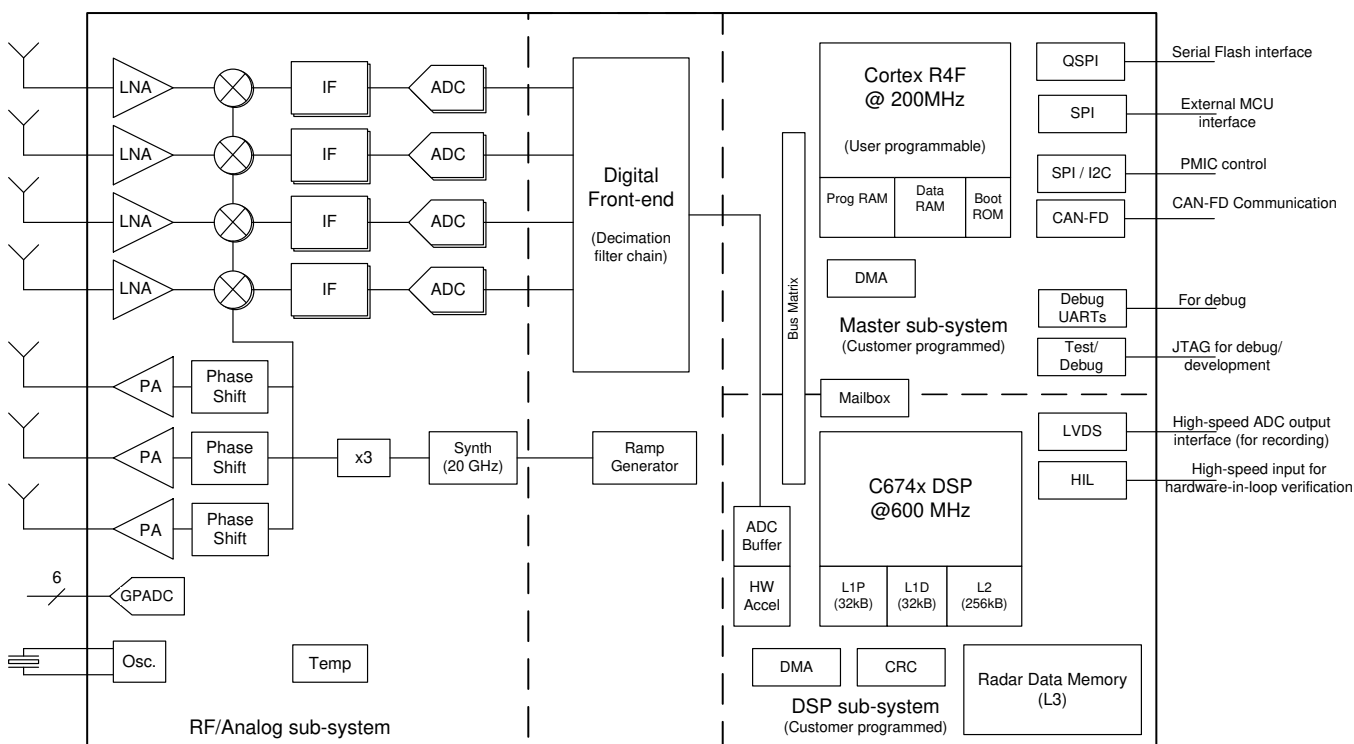 LNA
IF
ADC
LNA
IF
ADC
LNA
IF
ADC
LNA
IF
ADC
PA
Phase
Shift
PA
Phase
Shift
PA
Phase
Shift
x3
Synth
(20 GHz)
6
GPADC
Osc.
Temp
RF/Analog sub-system
Digital
Front-end
(Decimation
filter chain)
Ramp
Generator
Bus Matrix
Cortex R4F
@ 200MHz
(User programmable)
Prog RAM
Data
RAM
Boot
ROM
DMA
Master sub-system
(Customer programmed)
Mailbox
QSPI
Serial Flash interface
SPI
External MCU
interface
SPI / I2C
PMIC control
CAN-FD
CAN-FD Communication
Debug
UARTs
For debug
Test/
Debug
JTAG for debug/
development
LVDS
High-speed ADC output
interface (for recording)
HIL
High-speed input for
hardware-in-loop verification
C674x DSP
@600 MHz
L1P
(32kB)
L1D
(32kB)
L2
(256kB)
ADC
Buffer
HW
Accel
DMA
CRC
Radar Data Memory
(L3)
DSP sub-system
(Customer programmed)